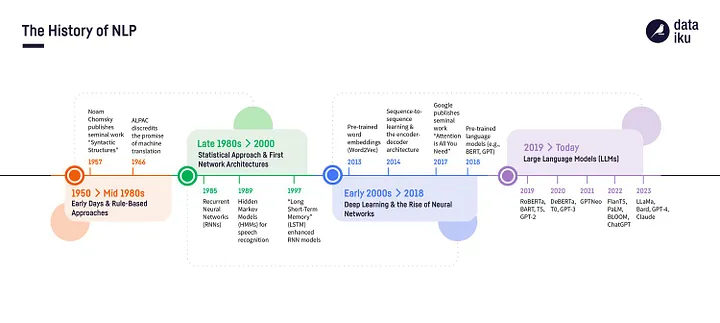 The History of NLP
data
iku
Noam
Chomsky
publishes
seminal work
"Syntactic
Structures"
1957
ALPAC
discredits
the promise
of machine
translation
1966
1950 > Mid 1980s
Early Days & Rule-Based
Approaches
Late 1980s > 2000
Statistical Approach & First
Network Architectures
1985
Recurrent
Neural
Networks
(RNNs)
1989
Hidden
Markev
Models
(HMMs) for
speech
recognition
1997
"Long
Short-Term
Memory"
(LSTM)
enhanced
RNN models
Pre-trained
word
embeddings
(Word2Vec)
2013
Sequence-to-
sequence
learning &
the encoder-
decoder
architecture
2014
Google
publishes
seminal
work
"Attention
is All You
Need"
2017
Pre-trained
language
models (e.g.,
BERT, GPT)
2018
Early 2000s > 2018
Deep Learning & the Rise of Neural
Networks
2019 > Today
Large Language Models (LLMs)
2019
RoBERTa,
BART, T5,
GPT-2
2020
DeBERTa,
T0, GPT-3
2021
GPTNeo
2022
FlanT5,
PaLM,
BLOOM,
ChatGPT
2023
LLaMa,
Bard, GPT-4,
Claude